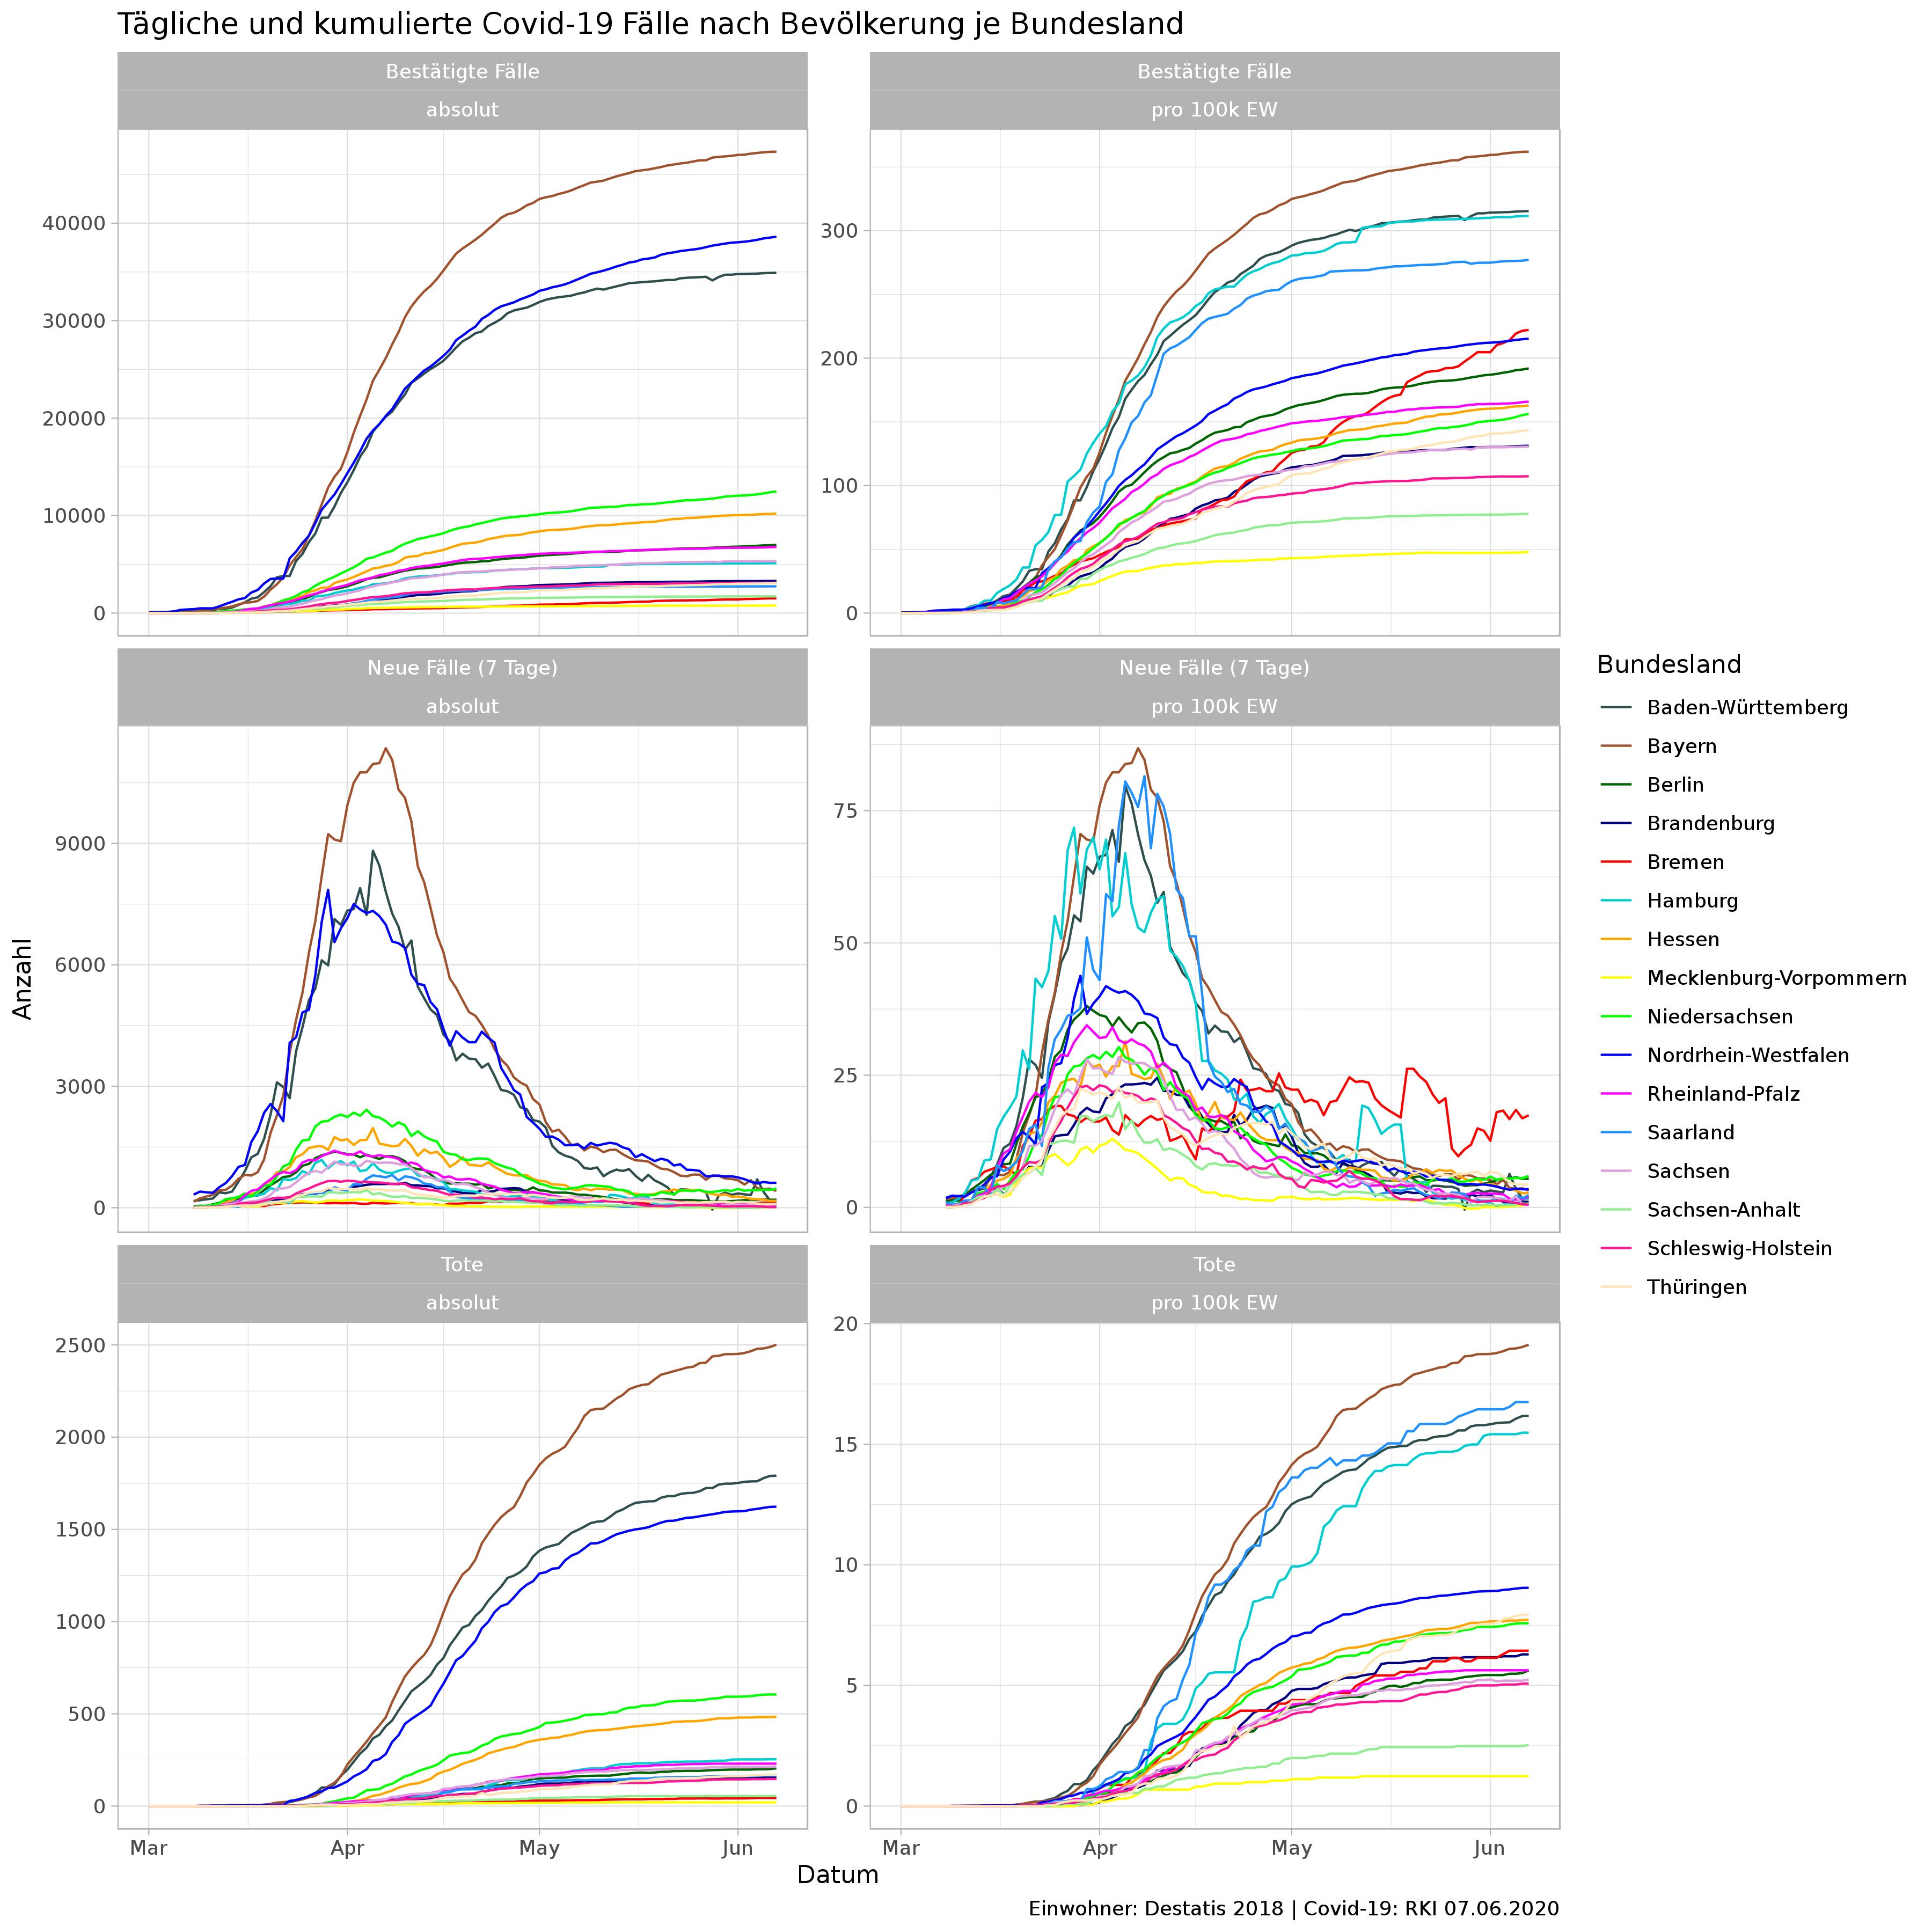 Tägliche und kumulierte Covid-19 Fälle nach Bevölkerung je Bundesland
Bestätigte Fälle
absolut
40000
30000
20000
10000
0
Bestätigte Fälle
pro 100k EW
300
200
100
0
Neue Fälle (7 Tage)
absolut
9000
6000
3000
0
Neue Fälle (7 Tage)
pro 100k EW
75
50
25
0
Tote
absolut
2500
2000
1500
1000
500
0
Mar
Apr
May
Jun
Tote
pro 100k EW
20
15
10
5
0
Mar
Apr
May
Jun
Anzahl
Datum
Bundesland
Baden-Württemberg
Bayern
Berlin
Brandenburg
Bremen
Hamburg
Hessen
Mecklenburg-Vorpommern
Niedersachsen
Nordrhein-Westfalen
Rheinland-Pfalz
Saarland
Sachsen
Sachsen-Anhalt
Schleswig-Holstein
Thüringen
Einwohner: Destatis 2018 | Covid-19: RKI 07.06.2020